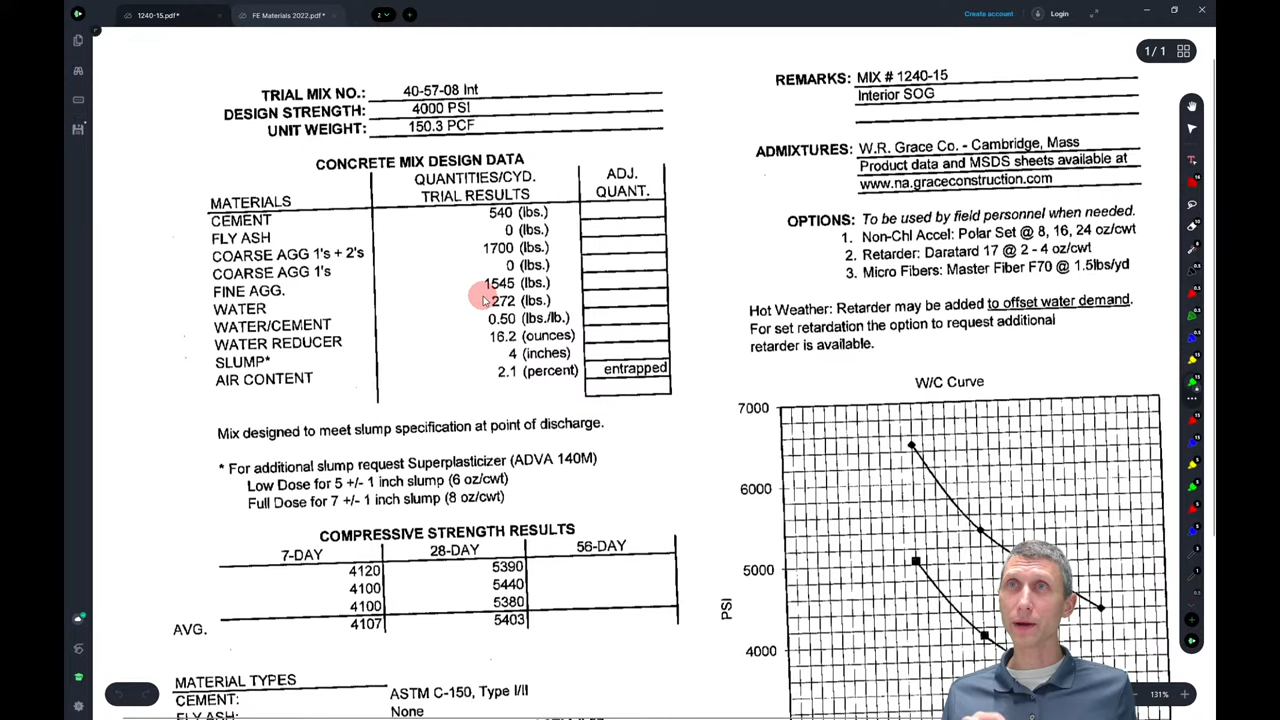 1240-15.pdf*
FE Materials 2022.pdf*
2
Create account
Login
1/1
TRIAL MIX NO.: 40-57-08 Int
DESIGN STRENGTH: 4000 PSI
UNIT WEIGHT: 150.3 PCF
REMARKS: MIX # 1240-15
Interior SOG
ADMIXTURES: W.R. Grace Co. - Cambridge, Mass
Product data and MSDS sheets available at
www.na.graceconstruction.com
CONCRETE MIX DESIGN DATA
MATERIALS QUANTITIES/CYD. TRIAL RESULTS ADJ. QUANT.
CEMENT 540 (lbs.)
FLY ASH 0 (lbs.)
COARSE AGG 1's + 2's 1700 (lbs.)
COARSE AGG 1's 0 (lbs.)
FINE AGG. 1545 (lbs.)
WATER 272 (lbs.)
WATER/CEMENT 0.50 (lbs./lb.)
WATER REDUCER 16.2 (ounces)
SLUMP* 4 (inches)
AIR CONTENT 2.1 (percent) entrapped
OPTIONS: To be used by field personnel when needed.
1. Non-Chl Accel: Polar Set @ 8, 16, 24 oz/cwt
2. Retarder: Daratard 17 @ 2 - 4 oz/cwt
3. Micro Fibers: Master Fiber F70 @ 1.5lbs/yd
Hot Weather: Retarder may be added to offset water demand.
For set retardation the option to request additional
retarder is available.
Mix designed to meet slump specification at point of discharge.
* For additional slump request Superplasticizer (ADVA 140M)
Low Dose for 5 +/- 1 inch slump (6 oz/cwt)
Full Dose for 7 +/- 1 inch slump (8 oz/cwt)
COMPRESSIVE STRENGTH RESULTS
7-DAY 28-DAY 56-DAY
4120 5390
4100 5440
4100 5380
AVG. 4107 5403
MATERIAL TYPES
CEMENT: ASTM C-150, Type I/II
FLY ASH: None
W/C Curve
7000
6000
5000
4000
PSI
131%